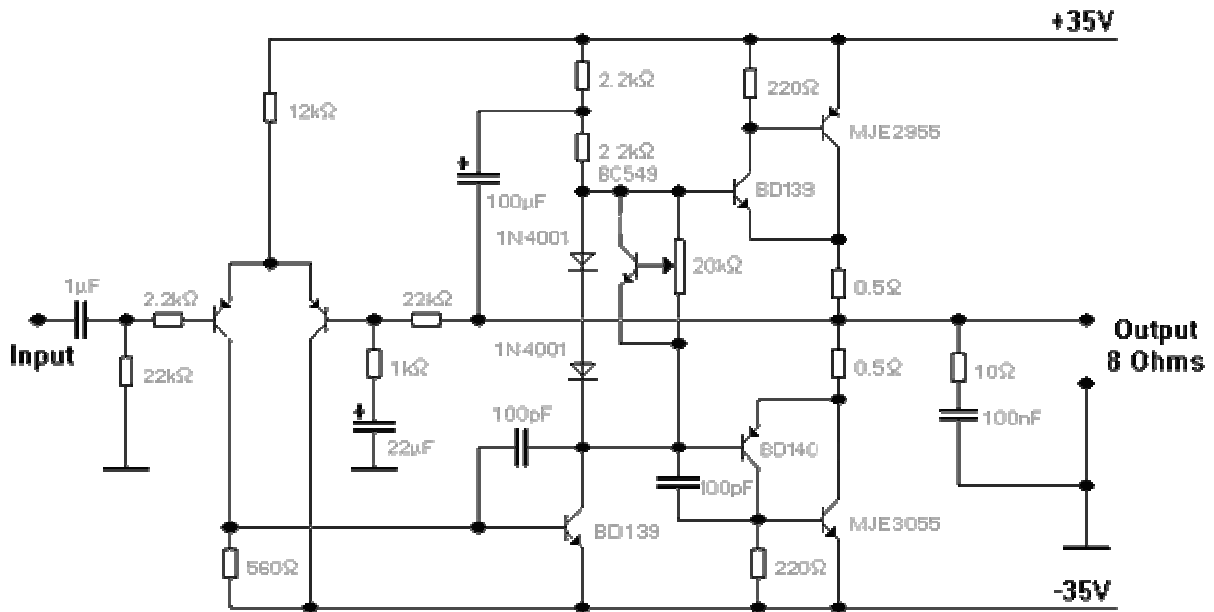 +35V
2.2kΩ
220Ω
12kΩ
MJE2955
2.2kΩ
BC549
BD139
100µF
1N4001
20kΩ
1µF
2.2kΩ
22kΩ
0.5Ω
Input
Output
8 Ohms
1N4001
22kΩ
1kΩ
0.5Ω
10Ω
100pF
100nF
22µF
BD140
100pF
BD139
MJE3055
560Ω
220Ω
-35V